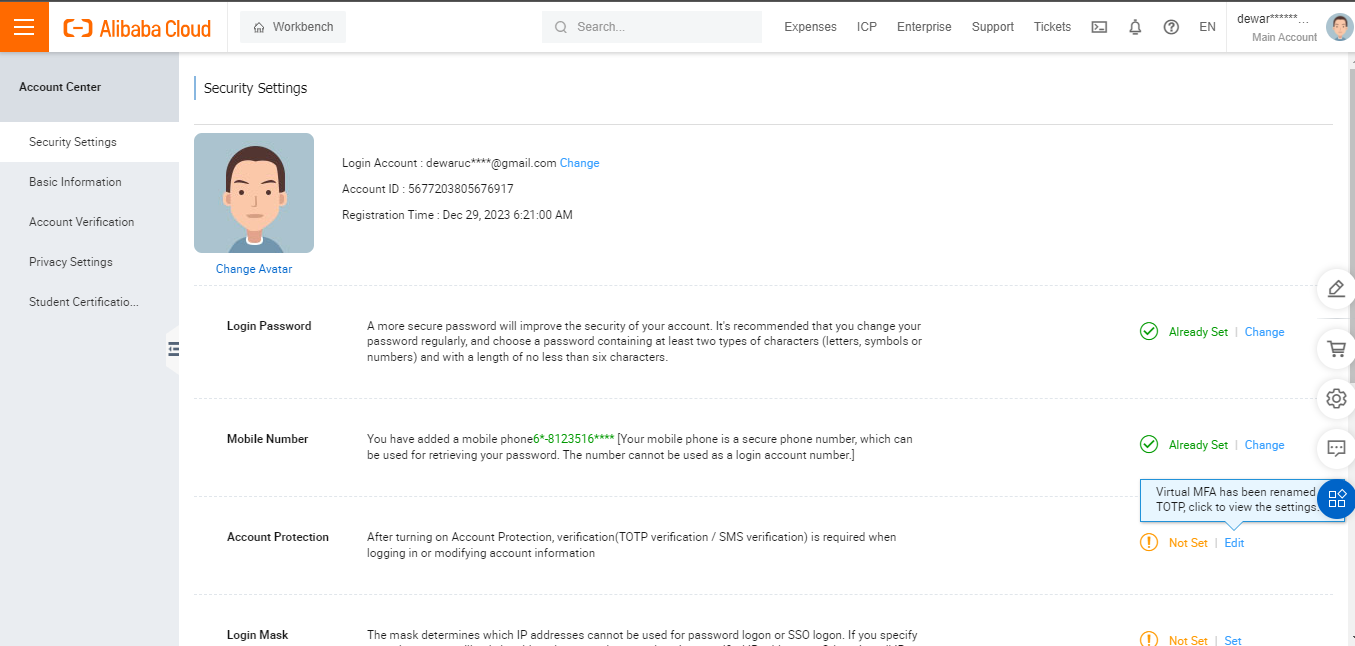 Alibaba Cloud
Workbench
Search...
Expenses
ICP
Enterprise
Support
Tickets
EN
dewar******...
Main Account
Account Center
Security Settings
Basic Information
Account Verification
Privacy Settings
Student Certificatio...
Security Settings
Login Account : dewaruc****@gmail.com Change
Account ID : 5677203805676917
Registration Time : Dec 29, 2023 6:21:00 AM
Change Avatar
Login Password
A more secure password will improve the security of your account. It's recommended that you change your
password regularly, and choose a password containing at least two types of characters (letters, symbols or
numbers) and with a length of no less than six characters.
Already Set | Change
Mobile Number
You have added a mobile phone6*-8123516**** [Your mobile phone is a secure phone number, which can
be used for retrieving your password. The number cannot be used as a login account number.]
Already Set | Change
Virtual MFA has been renamed
TOTP, click to view the settings.
Account Protection
After turning on Account Protection, verification(TOTP verification / SMS verification) is required when
logging in or modifying account information
Not Set | Edit
Login Mask
The mask determines which IP addresses cannot be used for password logon or SSO logon. If you specify
Not Set | Set